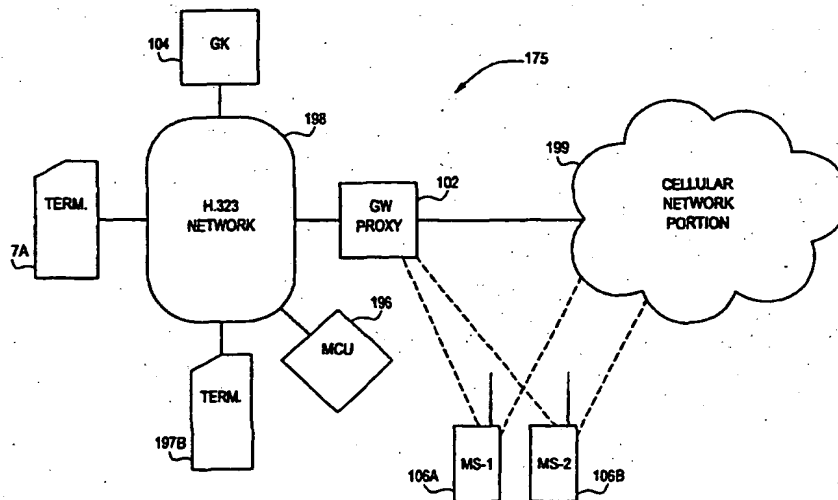 104
GK
175
198
199
TERM.
H.323
NETWORK
102
GW
PROXY
CELLULAR
NETWORK
PORTION
7A
196
MCU
TERM.
197B
MS-1
MS-2
106A
106B